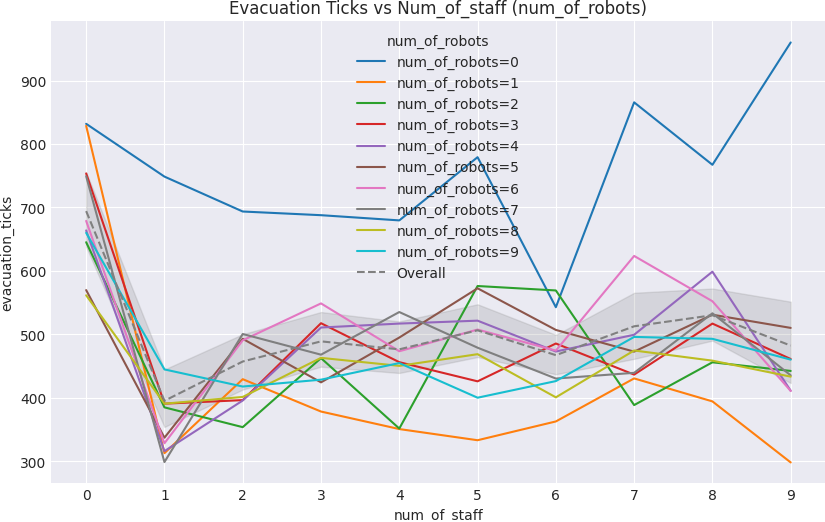 Evacuation Ticks vs Num_of_staff (num_of_robots)
num_of_robots
num_of_robots=0
num_of_robots=1
num_of_robots=2
num_of_robots=3
num_of_robots=4
num_of_robots=5
num_of_robots=6
num_of_robots=7
num_of_robots=8
num_of_robots=9
Overall
evacuation_ticks
900
800
700
600
500
400
300
0 1 2 3 4 5 6 7 8 9
num_of_staff